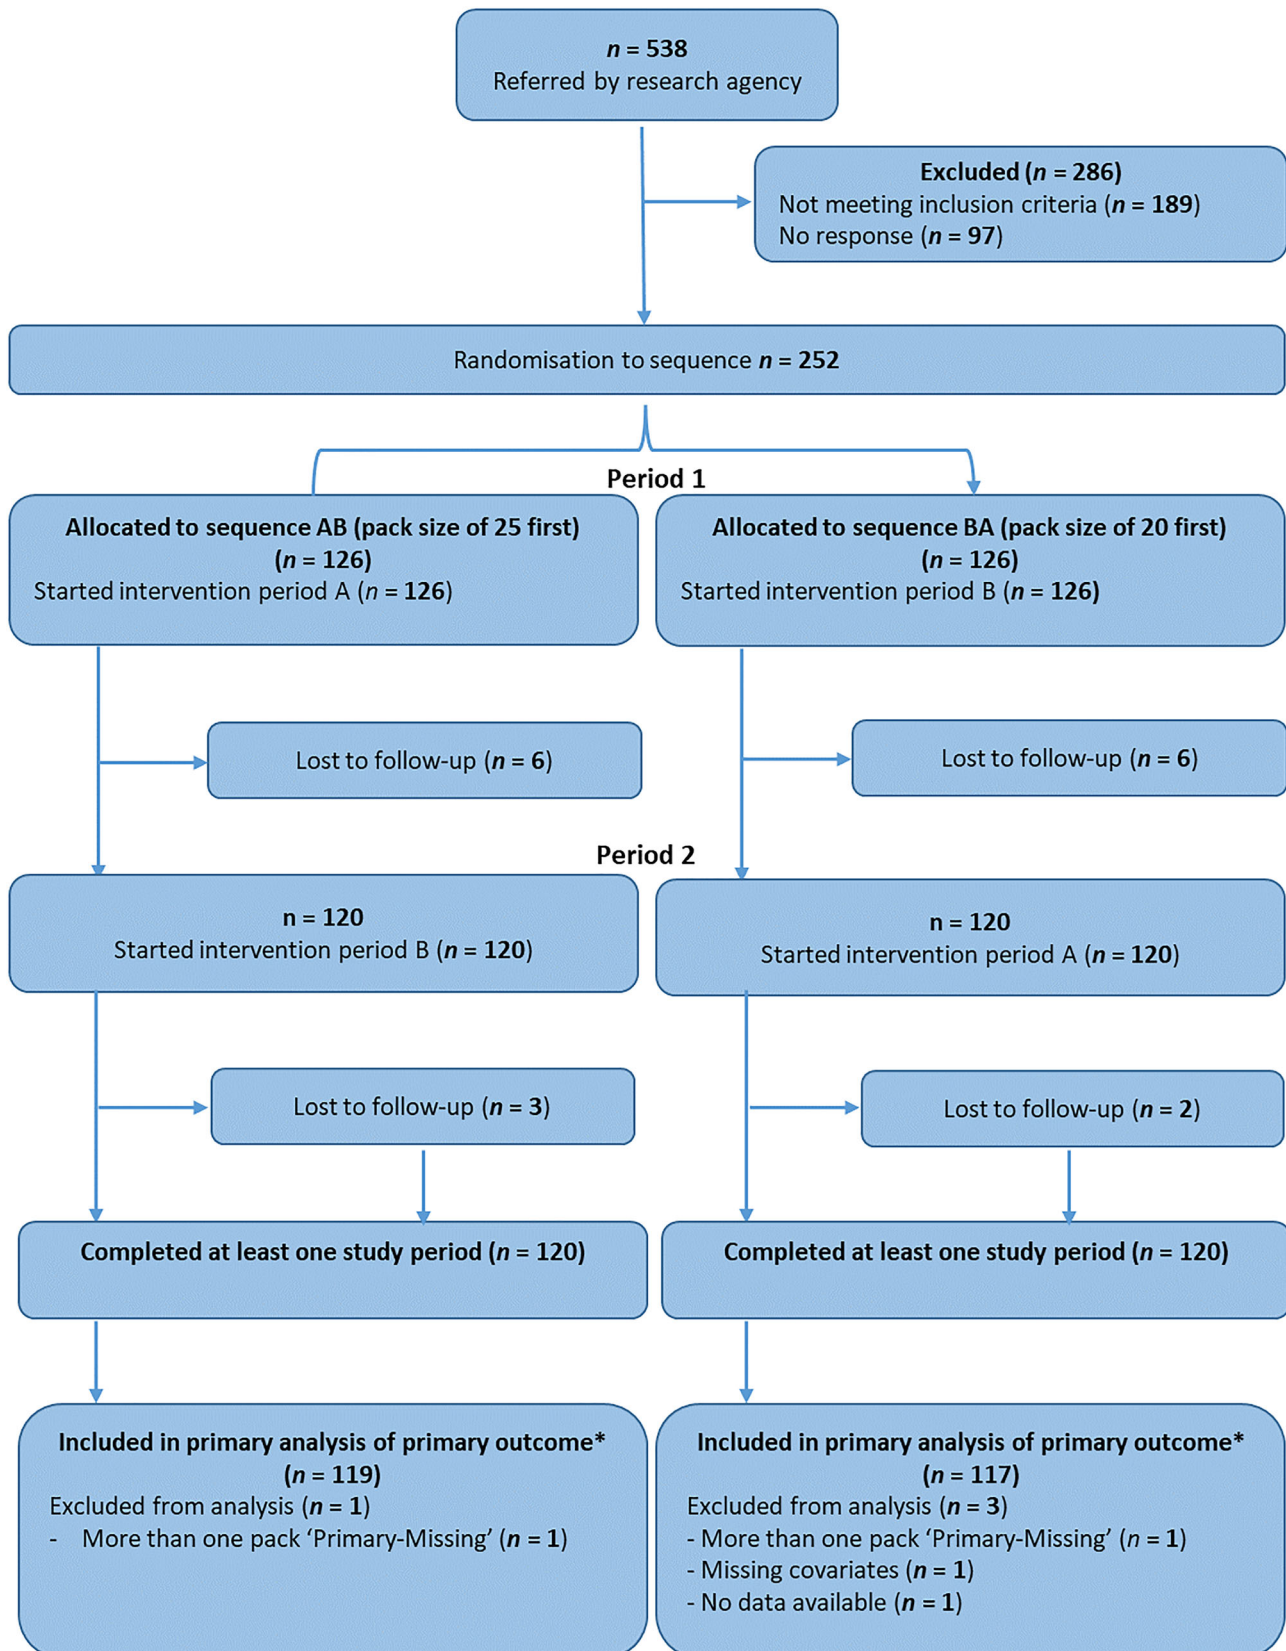 n = 538
Referred by research agency
Excluded (n = 286)
Not meeting inclusion criteria (n = 189)
No response (n = 97)
Randomisation to sequence n = 252
Period 1
Allocated to sequence AB (pack size of 25 first)
(n = 126)
Started intervention period A (n = 126)
Allocated to sequence BA (pack size of 20 first)
(n = 126)
Started intervention period B (n = 126)
Lost to follow-up (n = 6)
Lost to follow-up (n = 6)
Period 2
n = 120
Started intervention period B (n = 120)
n = 120
Started intervention period A (n = 120)
Lost to follow-up (n = 3)
Lost to follow-up (n = 2)
Completed at least one study period (n = 120)
Completed at least one study period (n = 120)
Included in primary analysis of primary outcome*
(n = 119)
Excluded from analysis (n = 1)
- More than one pack ‘Primary-Missing’ (n = 1)
Included in primary analysis of primary outcome*
(n = 117)
Excluded from analysis (n = 3)
- More than one pack ‘Primary-Missing’ (n = 1)
- Missing covariates (n = 1)
- No data available (n = 1)